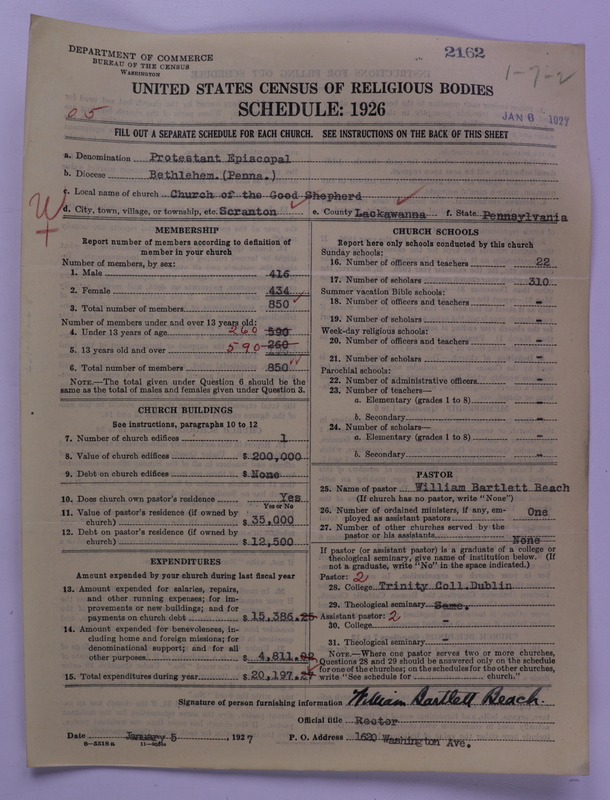 2162
DEPARTMENT OF COMMERCE
BUREAU OF THE CENSUS
WASHINGTON
1-7-2
UNITED STATES CENSUS OF RELIGIOUS BODIES
SCHEDULE: 1926
05
JAN 6 1927
FILL OUT A SEPARATE SCHEDULE FOR EACH CHURCH. SEE INSTRUCTIONS ON THE BACK OF THIS SHEET
a. Denomination Protestant Episcopal
b. Diocese Bethlehem.(Penna.)
c. Local name of church Church of the Good Shepherd
d. City, town, village, or township, etc. Scranton e. County Lackawanna f. State Pennsylvania
MEMBERSHIP
Report number of members according to definition of
member in your church
Number of members, by sex:
1. Male 416
2. Female 434
3. Total number of members 850
Number of members under and over 13 years old:
4. Under 13 years of age 260 590
5. 13 years old and over 590 260
6. Total number of members 850
NOTE.—The total given under Question 6 should be the
same as the total of males and females given under Question 3.
CHURCH BUILDINGS
See instructions, paragraphs 10 to 12
7. Number of church edifices 1
8. Value of church edifices $ 200,000
9. Debt on church edifices $ None
10. Does church own pastor's residence Yes
Yes or No
11. Value of pastor's residence (if owned by
church) $ 35,000
12. Debt on pastor's residence (if owned by
church) $ 12,500
EXPENDITURES
Amount expended by your church during last fiscal year
13. Amount expended for salaries, repairs,
and other running expenses; for im-
provements or new buildings; and for
payments on church debt $ 15,386.25
14. Amount expended for benevolences, in-
cluding home and foreign missions; for
denominational support; and for all
other purposes $ 4,811.02
15. Total expenditures during year $ 20,197.27
CHURCH SCHOOLS
Report here only schools conducted by this church
Sunday schools:
16. Number of officers and teachers 22
17. Number of scholars 310
Summer vacation Bible schools:
18. Number of officers and teachers -
19. Number of scholars -
Week-day religious schools:
20. Number of officers and teachers -
21. Number of scholars -
Parochial schools:
22. Number of administrative officers -
23. Number of teachers—
a. Elementary (grades 1 to 8) -
b. Secondary -
24. Number of scholars—
a. Elementary (grades 1 to 8) -
b. Secondary -
PASTOR
25. Name of pastor William Bartlett Beach
(If church has no pastor, write "None")
26. Number of ordained ministers, if any, em-
ployed as assistant pastors One
27. Number of other churches served by the
pastor or his assistants None
If pastor (or assistant pastor) is a graduate of a college or
theological seminary, give name of institution below. (If
not a graduate, write "No" in the space indicated.)
Pastor: 2
28. College Trinity Coll.Dublin
29. Theological seminary Same.
Assistant pastor: 2
30. College -
31. Theological seminary -
NOTE.—Where one pastor serves two or more churches,
Questions 28 and 29 should be answered only on the schedule
for one of the churches; on the schedules for the other churches,
write "See schedule for church."
Signature of person furnishing information William Bartlett Beach.
Official title Rector
Date January 5, 1927 P. O. Address 1620 Washington Ave.
8-5318a